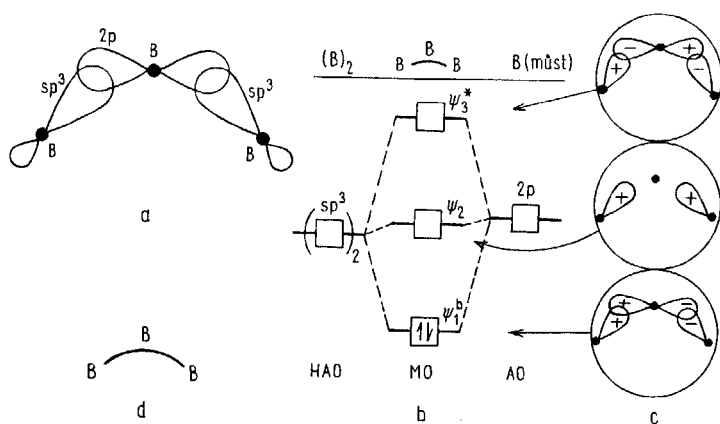 2p
B
sp³
sp³
B
B
a
B B B
d
(B)₂
B B B
B(můst)
ψ₃*
(sp³)₂
ψ₂
2p
ψ₁ᵇ
HAO
MO
AO
b
- +
+ -
+ +
+ -
+ -
c